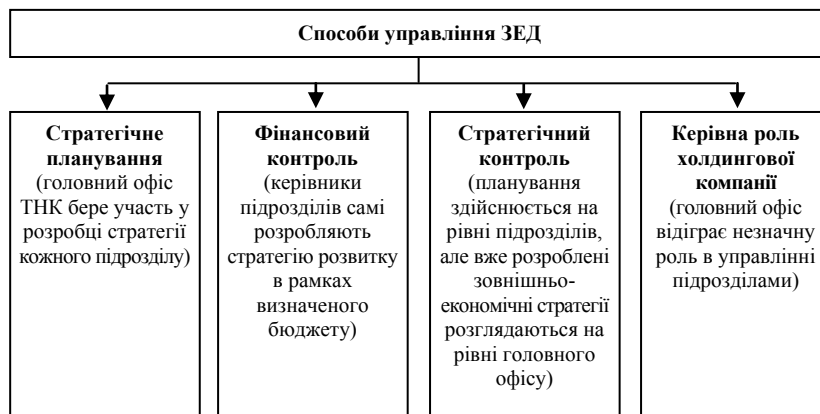 Способи управління ЗЕД
Стратегічне
планування
(головний офіс
ТНК бере участь у
розробці стратегії
кожного підрозділу)
Фінансовий
контроль
(керівники
підрозділів самі
розробляють
стратегію розвитку
в рамках
визначеного
бюджету)
Стратегічний
контроль
(планування
здійснюється на
рівні підрозділів,
але вже розроблені
зовнішньо-
економічні стратегії
розглядаються на
рівні головного
офісу)
Керівна роль
холдингової
компанії
(головний офіс
відіграє незначну
роль в управлінні
підрозділами)